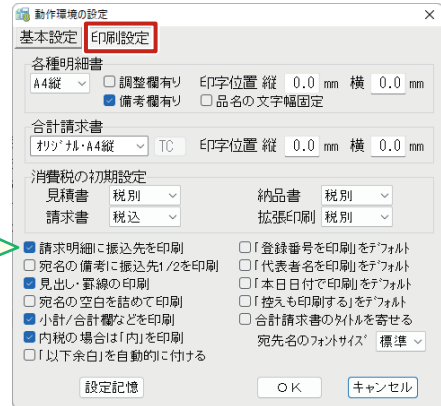 動作環境の設定
基本設定 印刷設定
各種明細書
A4縦 調整欄有り 印字位置 縦 0.0 mm 横 0.0 mm
備考欄有り 品名の文字幅固定
合計請求書
オリジナル・A4縦 TC 印字位置 縦 0.0 mm 横 0.0 mm
消費税の初期設定
見積書 税別 納品書 税別
請求書 税込 拡張印刷 税別
請求明細に振込先を印刷 「登録番号を印刷」をデフォルト
宛名の備考に振込先1/2を印刷 「代表者名を印刷」をデフォルト
見出し・罫線の印刷 「本日日付で印刷」をデフォルト
宛名の空白を詰めて印刷 「控えも印刷する」をデフォルト
小計/合計欄などを印刷 合計請求書のタイトルを寄せる
内税の場合は「内」を印刷 宛先名のフォントサイズ 標準
「以下余白」を自動的に付ける
設定記憶 OK キャンセル